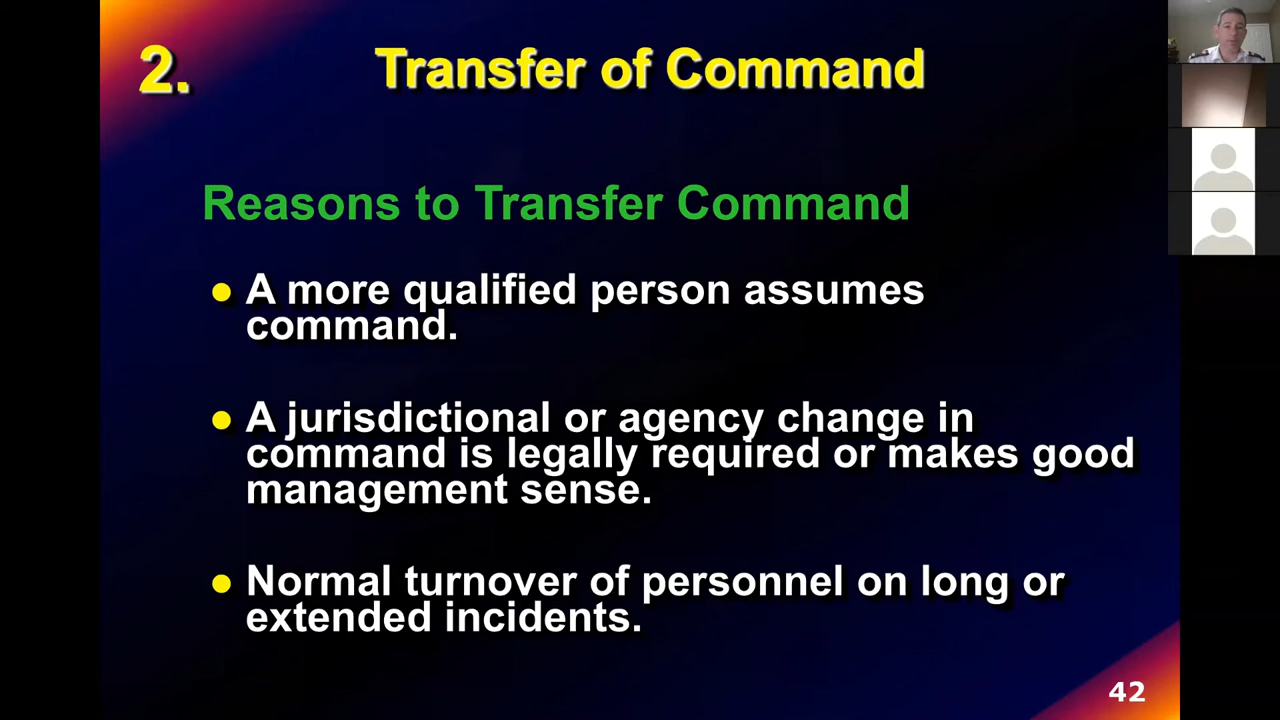 2.
Transfer of Command
Reasons to Transfer Command
● A more qualified person assumes
command.
● A jurisdictional or agency change in
command is legally required or makes good
management sense.
● Normal turnover of personnel on long or
extended incidents.
42